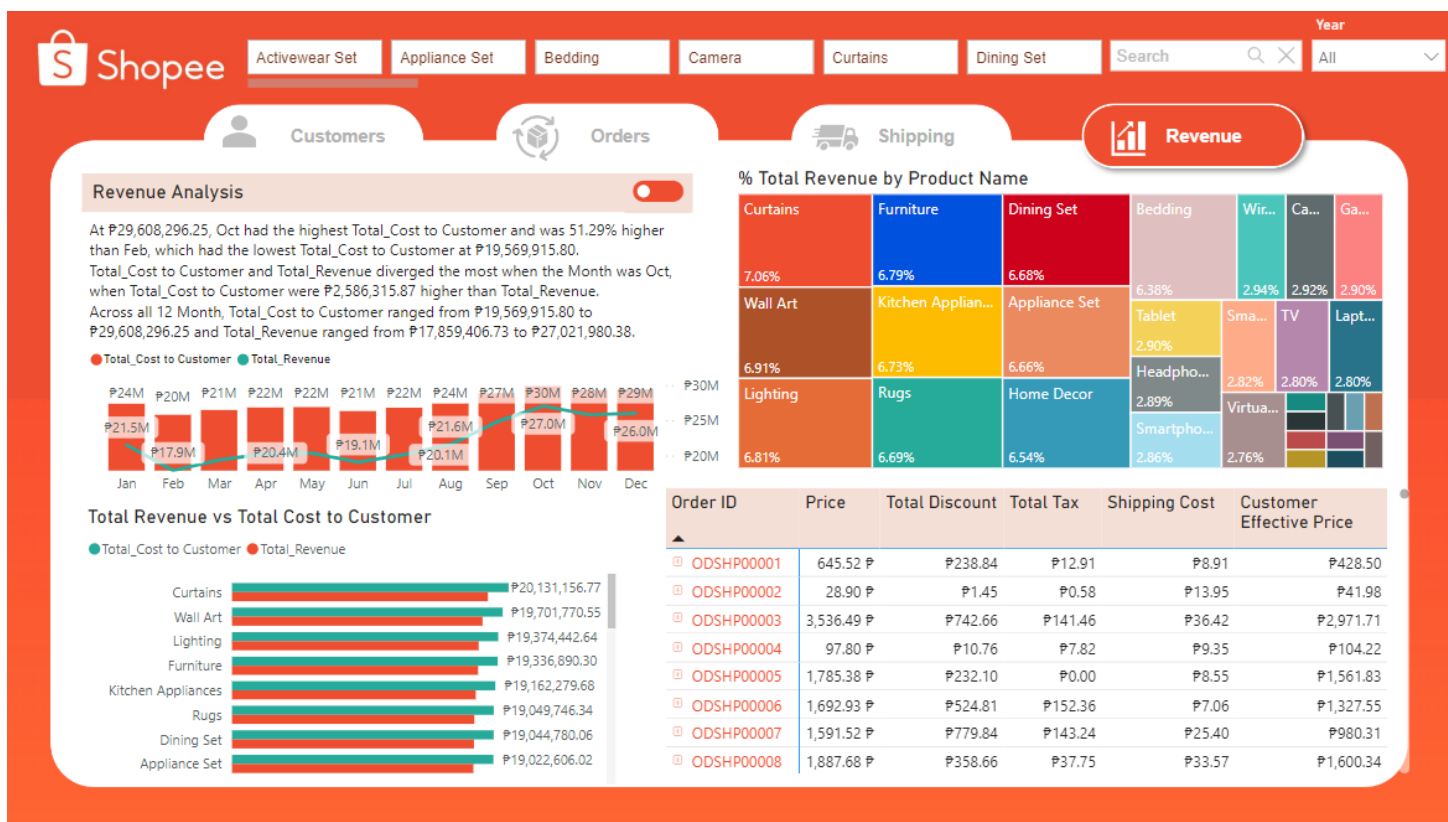 Year
S Shopee
Activewear Set
Appliance Set
Bedding
Camera
Curtains
Dining Set
Search
All
Customers
Orders
Shipping
Revenue
Revenue Analysis
At ₱29,608,296.25, Oct had the highest Total_Cost to Customer and was 51.29% higher
than Feb, which had the lowest Total_Cost to Customer at ₱19,569,915.80.
Total_Cost to Customer and Total_Revenue diverged the most when the Month was Oct,
when Total_Cost to Customer were ₱2,586,315.87 higher than Total_Revenue.
Across all 12 Month, Total_Cost to Customer ranged from ₱19,569,915.80 to
₱29,608,296.25 and Total_Revenue ranged from ₱17,859,406.73 to ₱27,021,980.38.
Total_Cost to Customer Total_Revenue
₱24M ₱20M ₱21M ₱22M ₱22M ₱21M ₱22M ₱24M ₱27M ₱30M ₱28M ₱29M
₱30M
₱25M
₱20M
₱21.5M ₱17.9M ₱20.4M ₱19.1M ₱20.1M ₱21.6M ₱27.0M ₱26.0M
Jan Feb Mar Apr May Jun Jul Aug Sep Oct Nov Dec
Total Revenue vs Total Cost to Customer
Total_Cost to Customer Total_Revenue
Curtains ₱20,131,156.77
Wall Art ₱19,701,770.55
Lighting ₱19,374,442.64
Furniture ₱19,336,890.30
Kitchen Appliances ₱19,162,279.68
Rugs ₱19,049,746.34
Dining Set ₱19,044,780.06
Appliance Set ₱19,022,606.02
% Total Revenue by Product Name
Curtains
7.06%
Wall Art
6.91%
Lighting
6.81%
Furniture
6.79%
Kitchen Applian...
6.73%
Rugs
6.69%
Dining Set
6.68%
Appliance Set
6.66%
Home Decor
6.54%
Bedding
6.38%
Wir...
2.94%
Ca...
2.92%
Ga...
2.90%
Tablet
2.90%
Headpho...
2.89%
Smartpho...
2.86%
Sma...
2.82%
TV
2.80%
Lapt...
2.80%
Virtua...
2.76%
Order ID Price Total Discount Total Tax Shipping Cost Customer
Effective Price
ODSHP00001 645.52 ₱ ₱238.84 ₱12.91 ₱8.91 ₱428.50
ODSHP00002 28.90 ₱ ₱1.45 ₱0.58 ₱13.95 ₱41.98
ODSHP00003 3,536.49 ₱ ₱742.66 ₱141.46 ₱36.42 ₱2,971.71
ODSHP00004 97.80 ₱ ₱10.76 ₱7.82 ₱9.35 ₱104.22
ODSHP00005 1,785.38 ₱ ₱232.10 ₱0.00 ₱8.55 ₱1,561.83
ODSHP00006 1,692.93 ₱ ₱524.81 ₱152.36 ₱7.06 ₱1,327.55
ODSHP00007 1,591.52 ₱ ₱779.84 ₱143.24 ₱25.40 ₱980.31
ODSHP00008 1,887.68 ₱ ₱358.66 ₱37.75 ₱33.57 ₱1,600.34